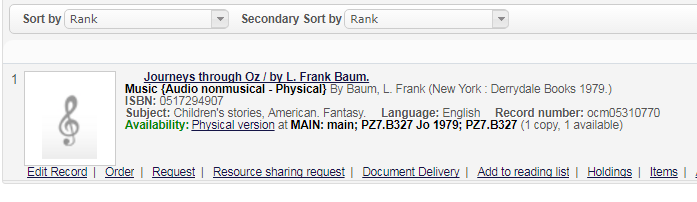 Sort by Rank Secondary Sort by Rank
1 Journeys through Oz / by L. Frank Baum.
Music {Audio nonmusical - Physical} By Baum, L. Frank (New York : Derrydale Books 1979.)
ISBN: 0517294907
Subject: Children's stories, American. Fantasy. Language: English Record number: ocm05310770
Availability: Physical version at MAIN: main; PZ7.B327 Jo 1979; PZ7.B327 (1 copy, 1 available)
Edit Record | Order | Request | Resource sharing request | Document Delivery | Add to reading list | Holdings | Items |